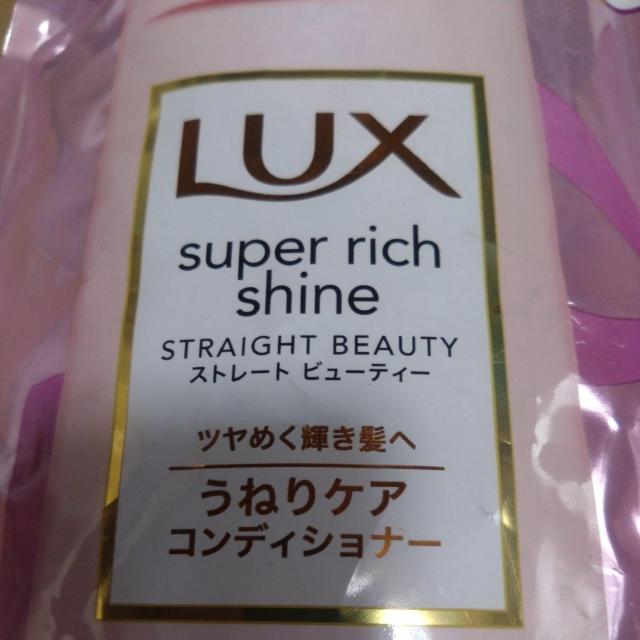 LUX
super rich
shine
STRAIGHT BEAUTY
ストレート ビューティー
ツヤめく輝き髪へ
うねりケア
コンディショナー